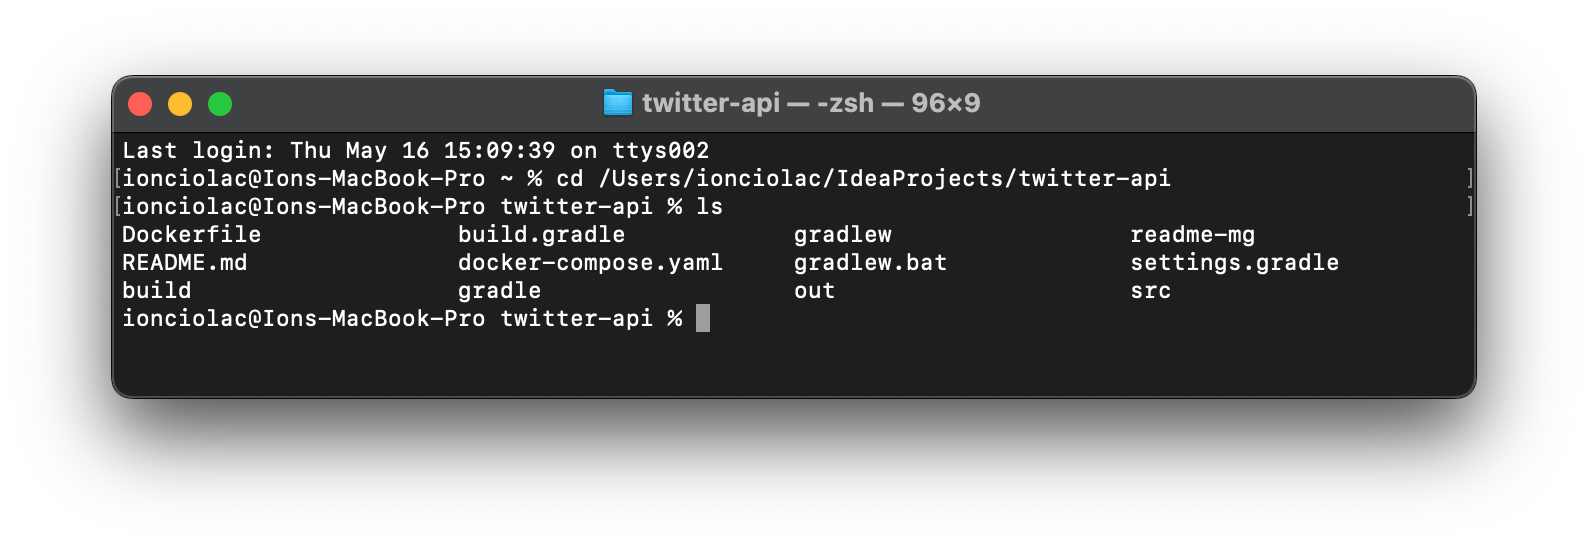 twitter-api — -zsh — 96×9
Last login: Thu May 16 15:09:39 on ttys002
[ionciolac@Ions-MacBook-Pro ~ % cd /Users/ionciolac/IdeaProjects/twitter-api ]
[ionciolac@Ions-MacBook-Pro twitter-api % ls ]
Dockerfile build.gradle gradlew readme-mg
README.md docker-compose.yaml gradlew.bat settings.gradle
build gradle out src
ionciolac@Ions-MacBook-Pro twitter-api %